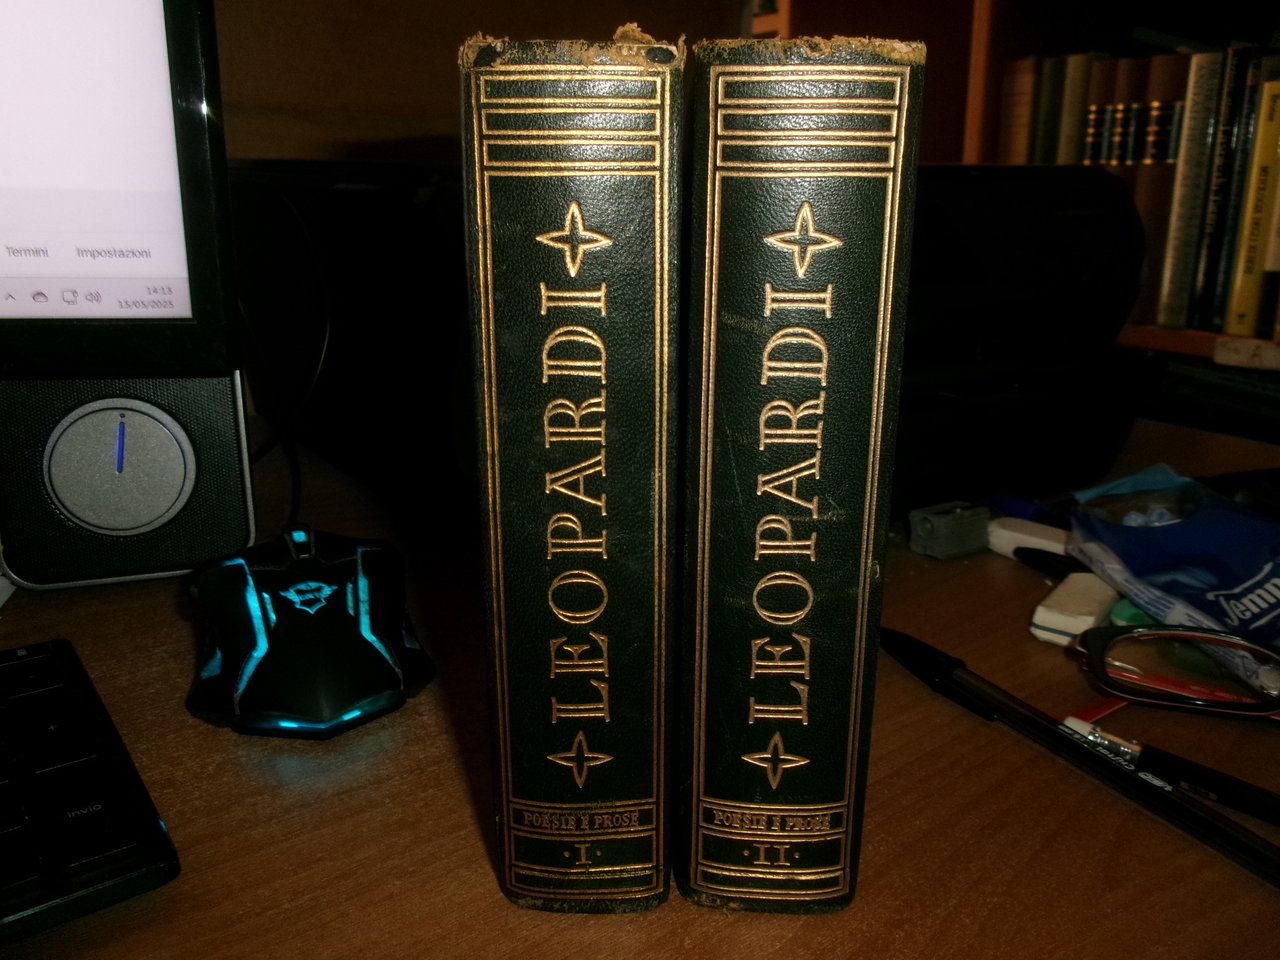 Termini
Impostazioni
14:13
15/05/2025
invio
LEOPARDI
POESIE E PROSE
·I·
LEOPARDI
POESIE E PROSE
·II·